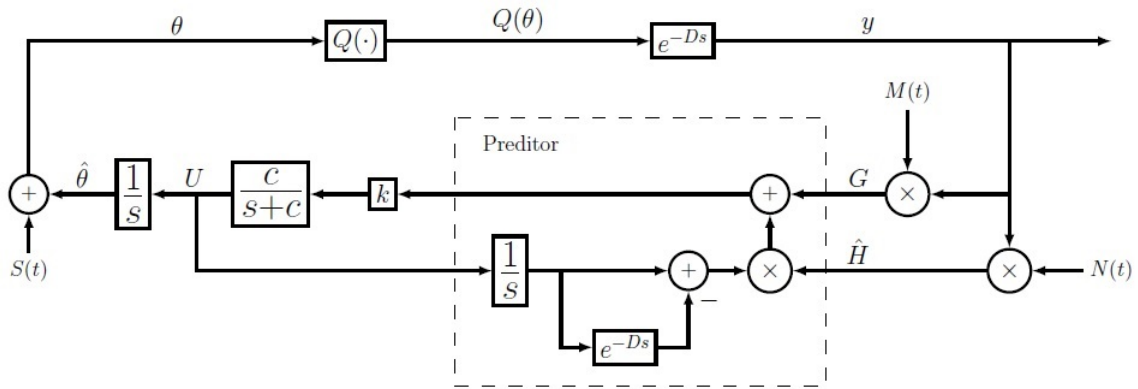 θ
Q(·)
Q(θ)
e^{-Ds}
y
M(t)
Preditor
θ̂
U
1/s
c/(s+c)
k
+
+
G
×
S(t)
1/s
+
−
×
Ĥ
×
N(t)
e^{-Ds}